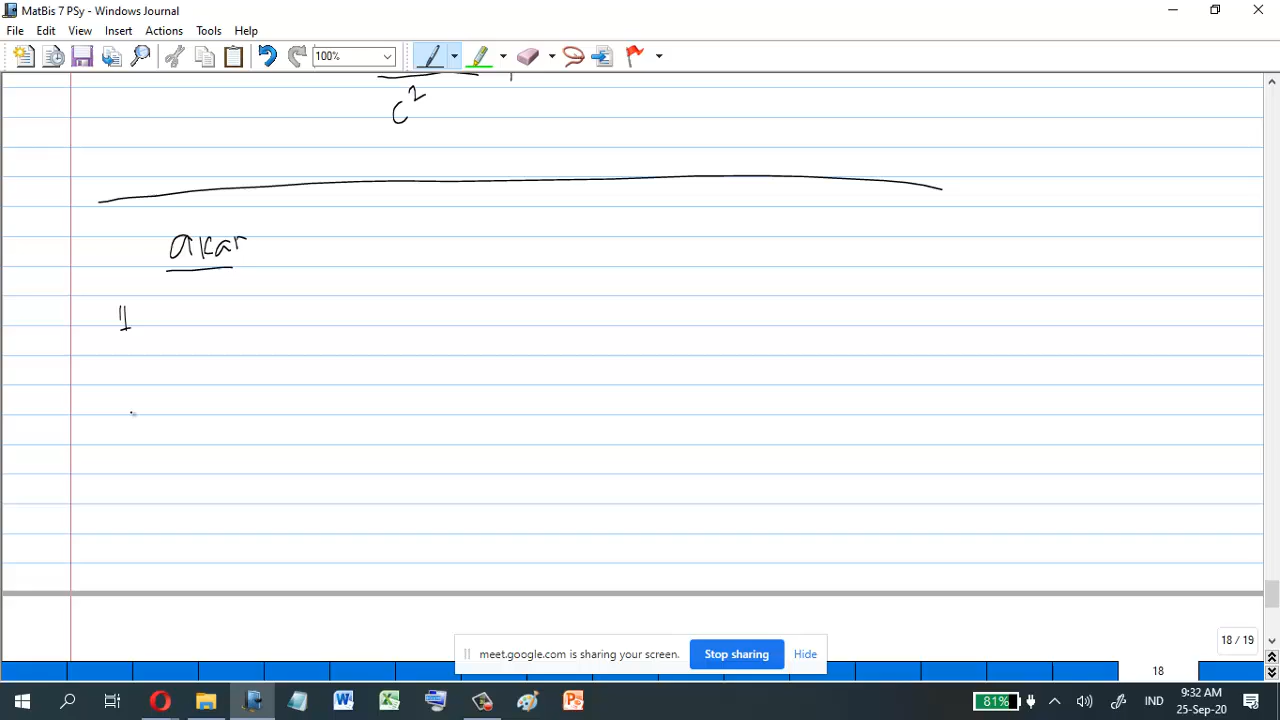 MatBis 7 PSy - Windows Journal
File Edit View Insert Actions Tools Help
100%
c²
akar
1
18 / 19
meet.google.com is sharing your screen. Stop sharing Hide
18
81% IND 9:32 AM
25-Sep-20